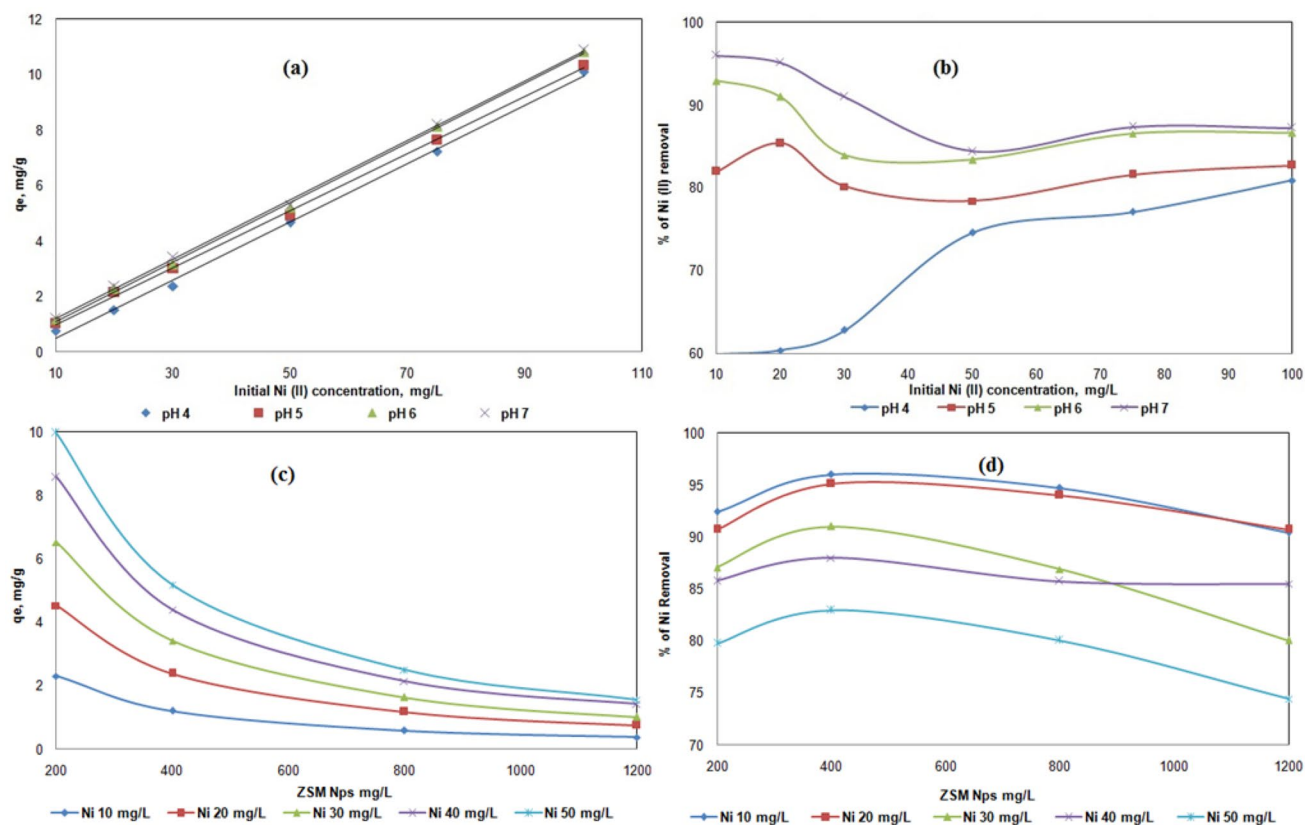 12
10
8
6
4
2
0
qe, mg/g
(a)
10 30 50 70 90 110
Initial Ni (II) concentration, mg/L
pH 4 pH 5 pH 6 pH 7
100
90
80
70
60
% of Ni (II) removal
(b)
10 20 30 40 50 60 70 80 90 100
Initial Ni (II) concentration, mg/L
pH 4 pH 5 pH 6 pH 7
10
8
6
4
2
0
qe, mg/g
(c)
200 400 600 800 1000 1200
ZSM Nps mg/L
Ni 10 mg/L Ni 20 mg/L Ni 30 mg/L Ni 40 mg/L Ni 50 mg/L
100
95
90
85
80
75
70
% of Ni Removal
(d)
200 400 600 800 1000 1200
ZSM Nps mg/L
Ni 10 mg/L Ni 20 mg/L Ni 30 mg/L Ni 40 mg/L Ni 50 mg/L